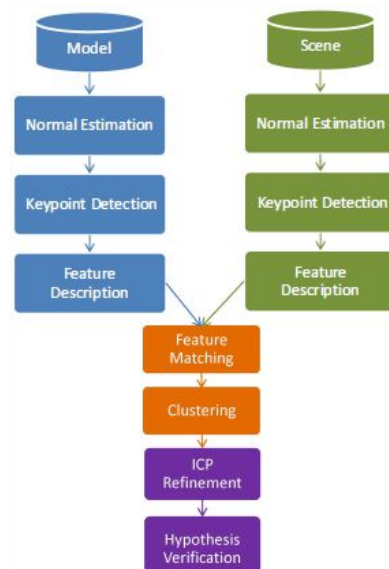 Model
Normal Estimation
Keypoint Detection
Feature
Description
Scene
Normal Estimation
Keypoint Detection
Feature
Description
Feature
Matching
Clustering
ICP
Refinement
Hypothesis
Verification